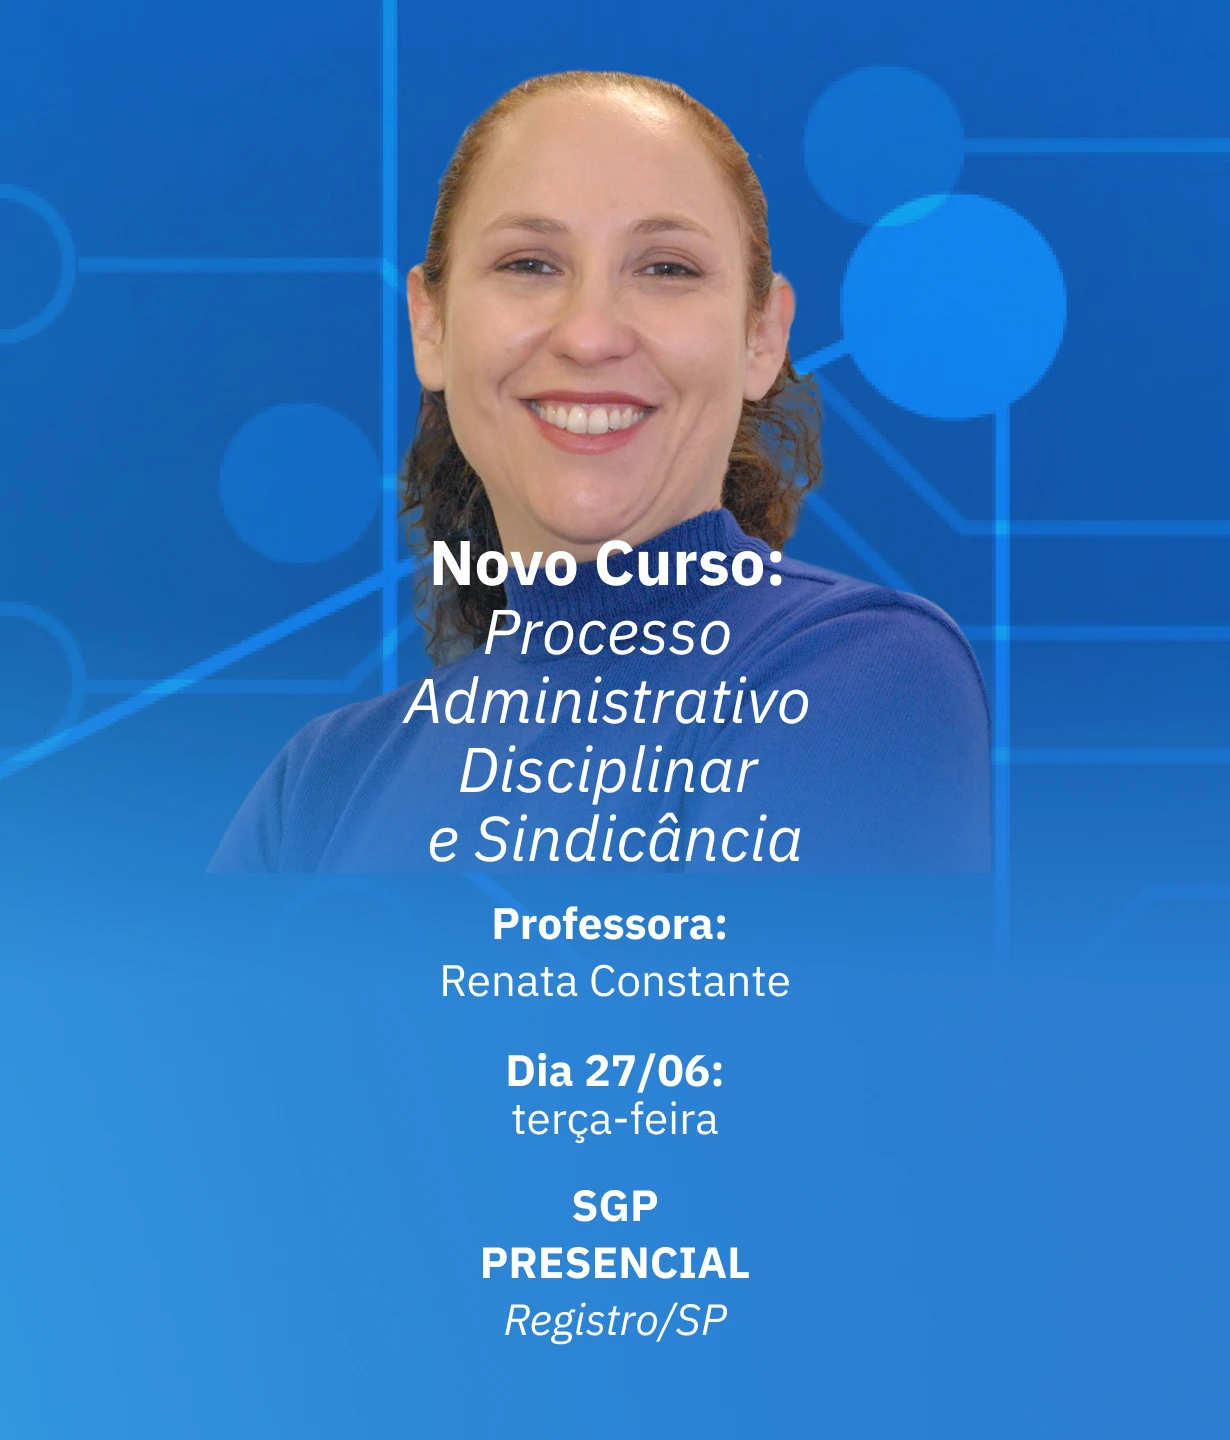 Novo Curso:
Processo
Administrativo
Disciplinar
e Sindicância
Professora:
Renata Constante
Dia 27/06:
terça-feira
SGP
PRESENCIAL
Registro/SP